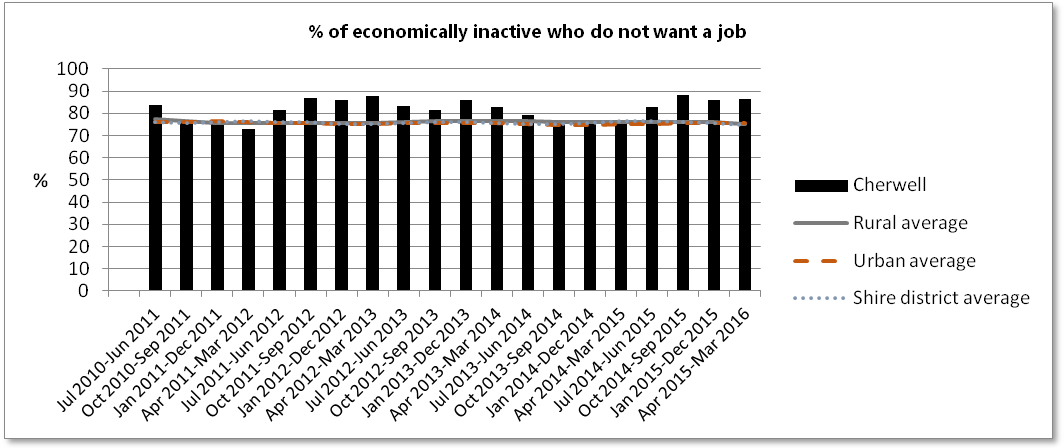 % of economically inactive who do not want a job
100
90
80
70
60
50
40
30
20
10
0
%
Jul 2010-Jun 2011
Oct 2010-Sep 2011
Jan 2011-Dec 2011
Apr 2011-Mar 2012
Jul 2011-Jun 2012
Oct 2011-Sep 2012
Jan 2012-Dec 2012
Apr 2012-Mar 2013
Jul 2012-Jun 2013
Oct 2012-Sep 2013
Jan 2013-Dec 2013
Apr 2013-Mar 2014
Jul 2013-Jun 2014
Oct 2013-Sep 2014
Jan 2014-Dec 2014
Apr 2014-Mar 2015
Jul 2014-Jun 2015
Oct 2014-Sep 2015
Jan 2015-Dec 2015
Apr 2015-Mar 2016
Cherwell
Rural average
Urban average
Shire district average